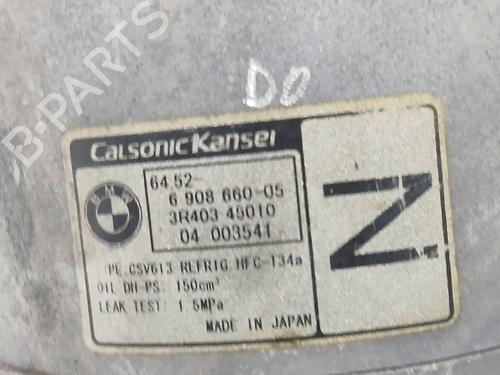 B-PARTS
DO
CalsonicKansei
BMW
64.52-
6 908 660-05
3R403 45010
04 003541
N
PE.CSV613 REFRIG HFC-134a
OIL DH-PS: 150cm³
LEAK TEST: 1.5MPa
MADE IN JAPAN